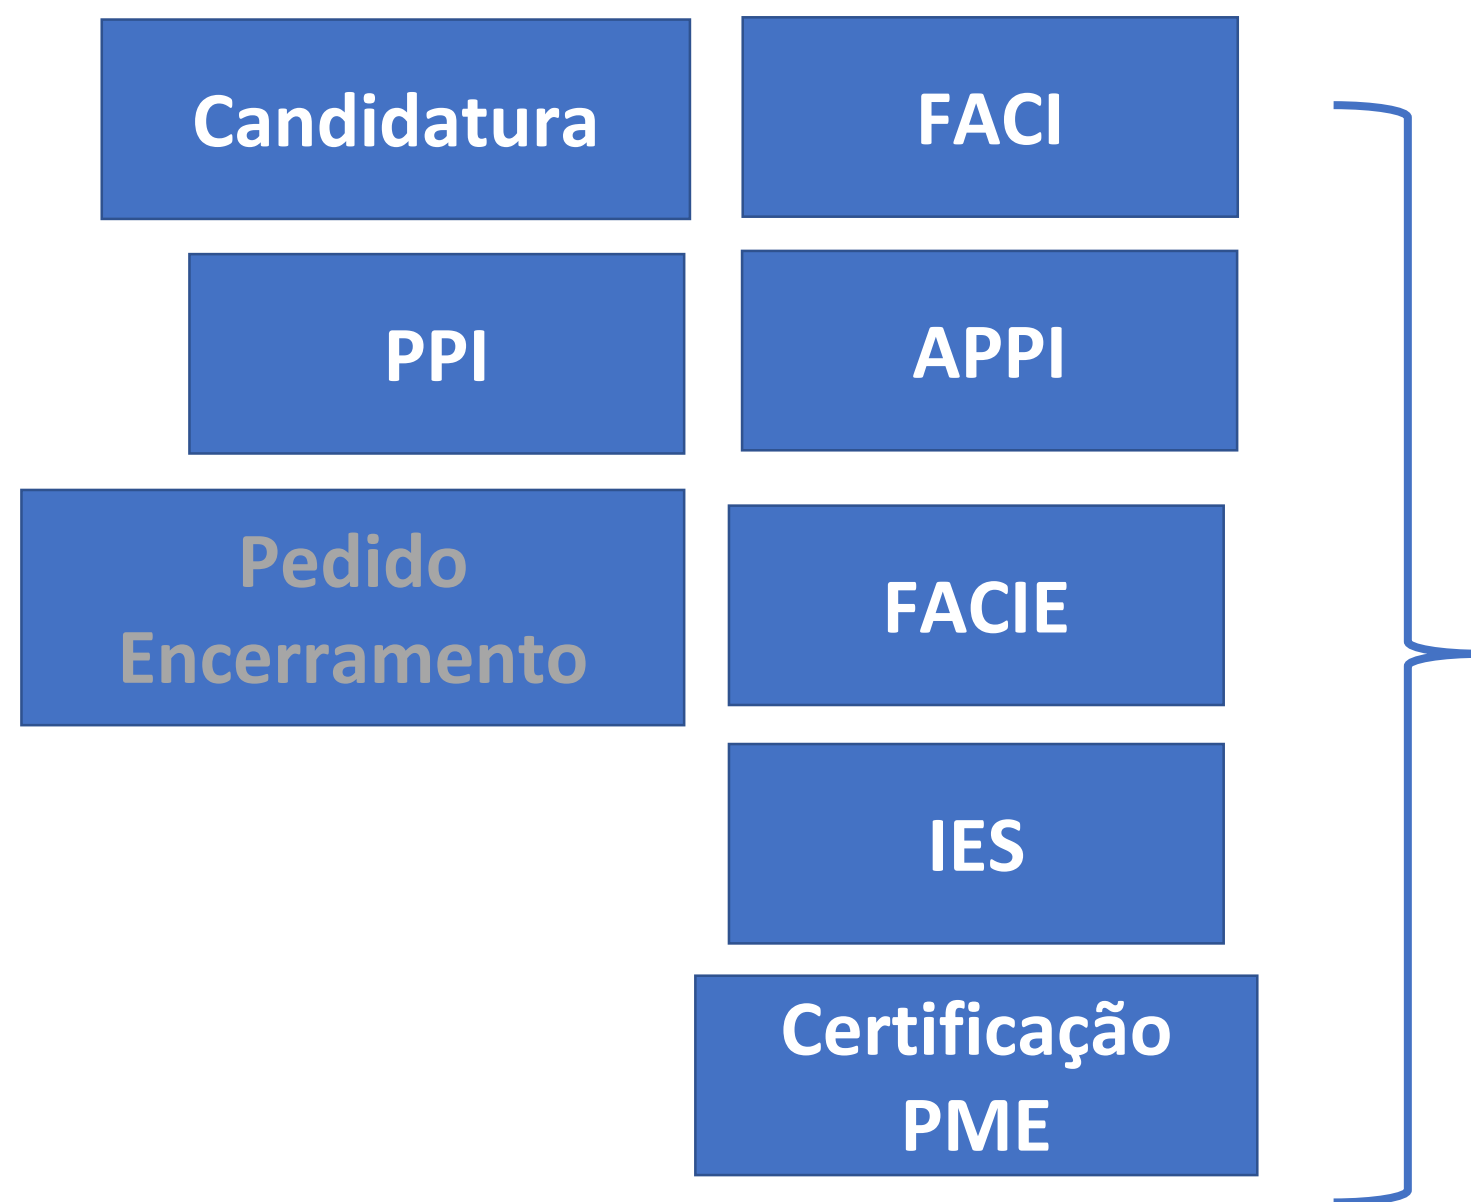 Candidatura
FACI
PPI
APPI
Pedido
Encerramento
FACIE
IES
Certificação
PME